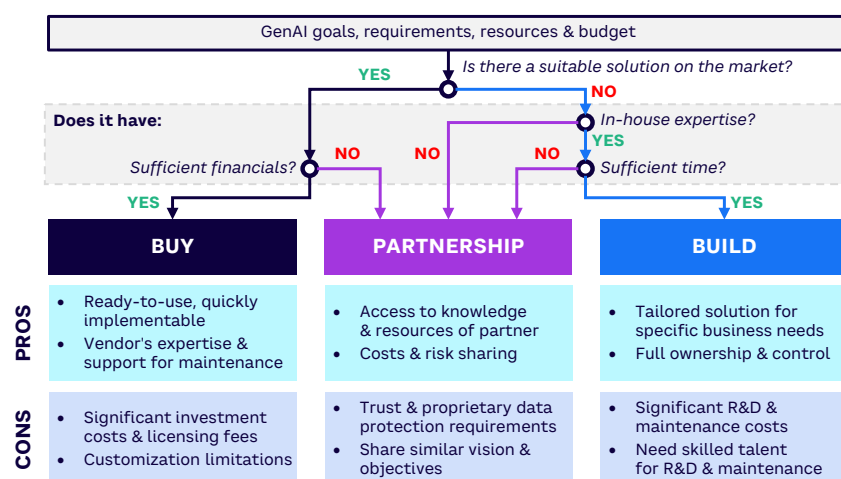 GenAI goals, requirements, resources & budget
Is there a suitable solution on the market?
YES
NO
Does it have:
In-house expertise?
YES
Sufficient financials?
NO
NO
NO
Sufficient time?
YES
YES
BUY
PARTNERSHIP
BUILD
PROS
• Ready-to-use, quickly
implementable
• Vendor's expertise &
support for maintenance
• Access to knowledge
& resources of partner
• Costs & risk sharing
• Tailored solution for
specific business needs
• Full ownership & control
CONS
• Significant investment
costs & licensing fees
• Customization limitations
• Trust & proprietary data
protection requirements
• Share similar vision &
objectives
• Significant R&D &
maintenance costs
• Need skilled talent
for R&D & maintenance